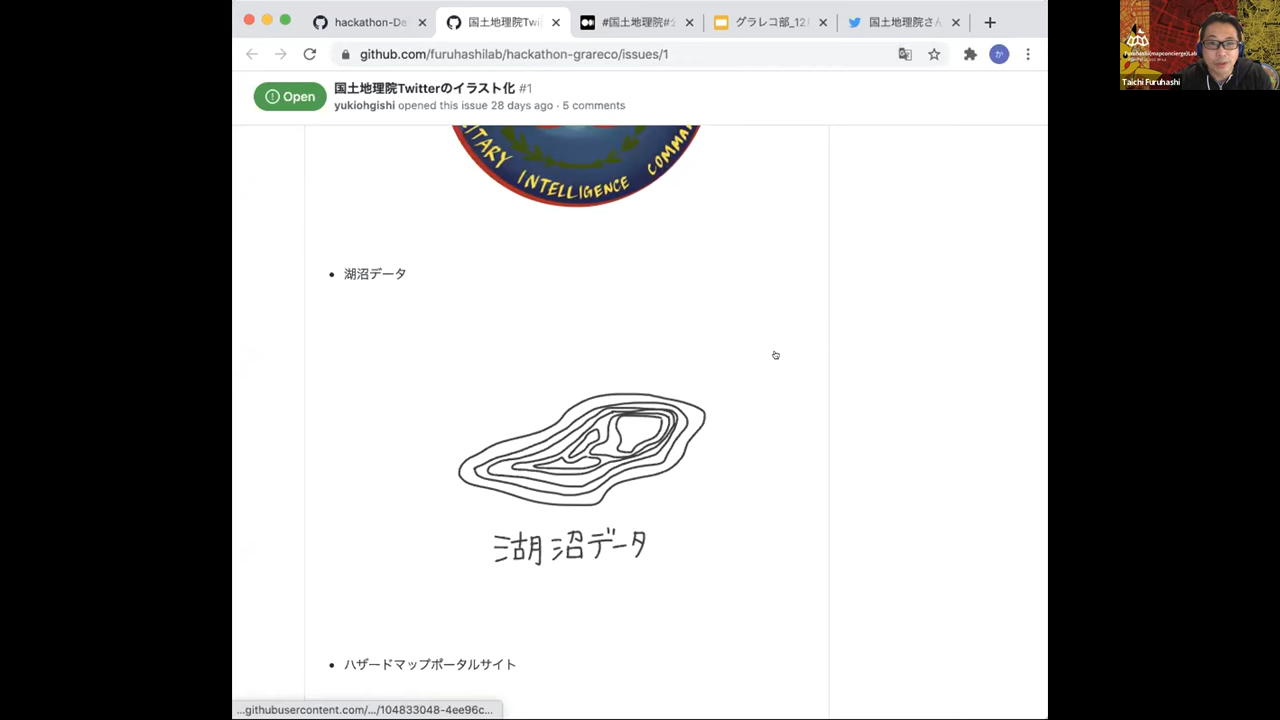 hackathon-De
国土地理院Twi
#国土地理院#
グラレコ部_12
国土地理院さん
github.com/furuhashilab/hackathon-grareco/issues/1
か
Open
国土地理院Twitterのイラスト化 #1
yukiohgishi opened this issue 28 days ago · 5 comments
ITARY INTELLIGENCE COMMA
湖沼データ
湖沼データ
ハザードマップポータルサイト
...githubusercontent.com/.../104833048-4ee96c...
Taichi Furuhashi